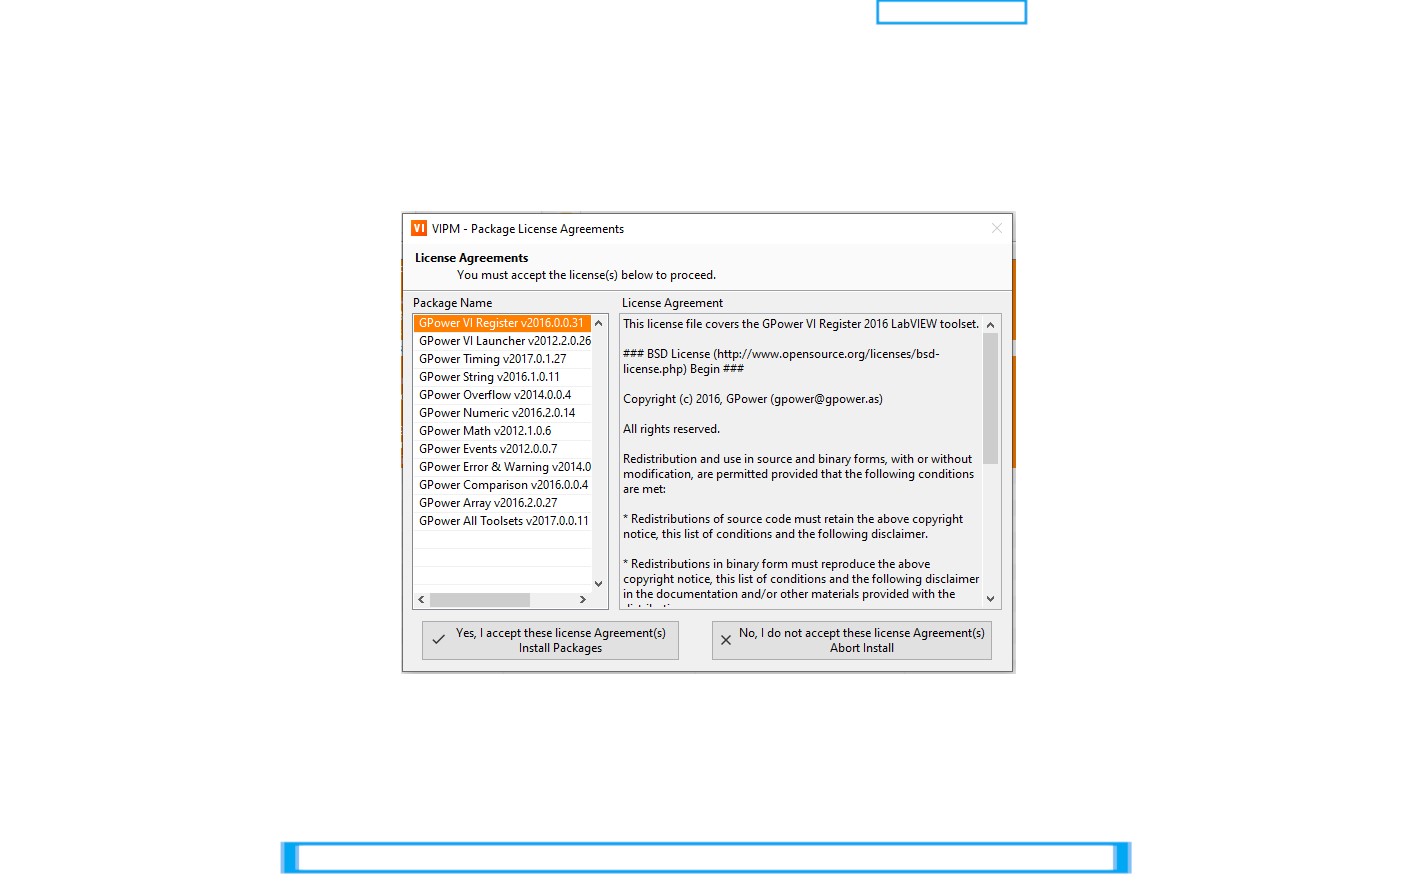 VI VIPM - Package License Agreements
License Agreements
You must accept the license(s) below to proceed.
Package Name
GPower VI Register v2016.0.0.31
GPower VI Launcher v2012.2.0.26
GPower Timing v2017.0.1.27
GPower String v2016.1.0.11
GPower Overflow v2014.0.0.4
GPower Numeric v2016.2.0.14
GPower Math v2012.1.0.6
GPower Events v2012.0.0.7
GPower Error & Warning v2014.0
GPower Comparison v2016.0.0.4
GPower Array v2016.2.0.27
GPower All Toolsets v2017.0.0.11
License Agreement
This license file covers the GPower VI Register 2016 LabVIEW toolset.
### BSD License (http://www.opensource.org/licenses/bsd-
license.php) Begin ###
Copyright (c) 2016, GPower (gpower@gpower.as)
All rights reserved.
Redistribution and use in source and binary forms, with or without
modification, are permitted provided that the following conditions
are met:
* Redistributions of source code must retain the above copyright
notice, this list of conditions and the following disclaimer.
* Redistributions in binary form must reproduce the above
copyright notice, this list of conditions and the following disclaimer
in the documentation and/or other materials provided with the
Yes, I accept these license Agreement(s)
Install Packages
No, I do not accept these license Agreement(s)
Abort Install